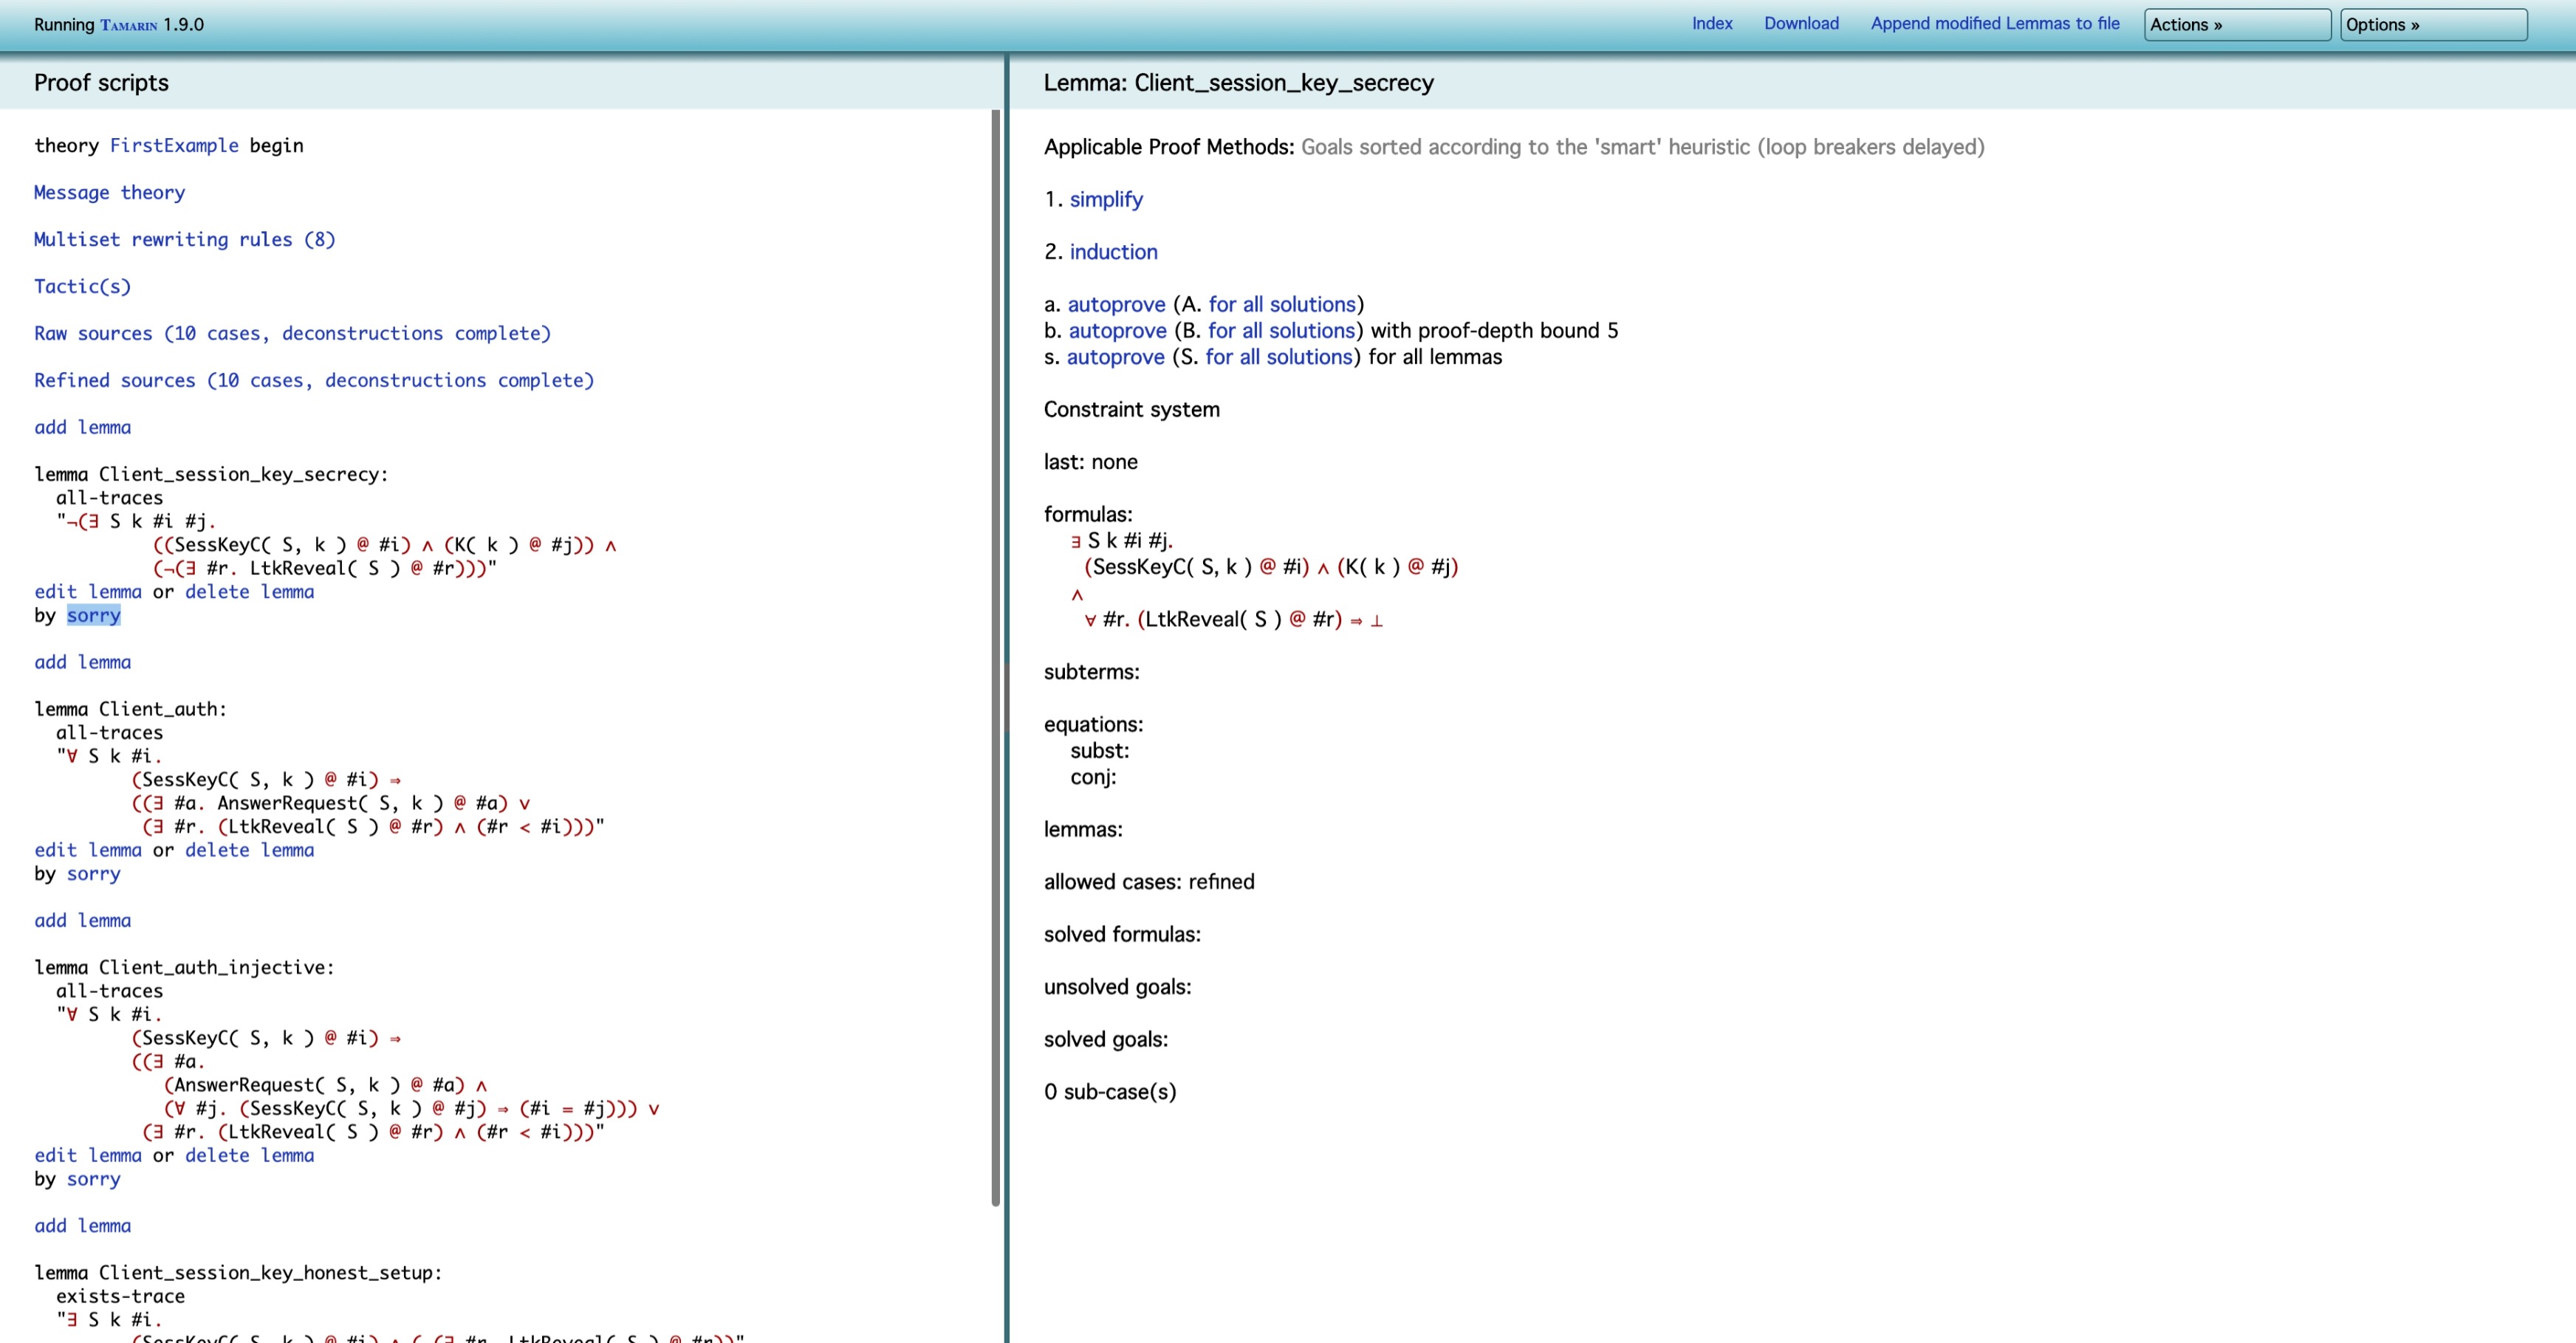 Running TAMARIN 1.9.0
Index Download Append modified Lemmas to file Actions » Options »
Proof scripts
theory FirstExample begin
Message theory
Multiset rewriting rules (8)
Tactic(s)
Raw sources (10 cases, deconstructions complete)
Refined sources (10 cases, deconstructions complete)
add lemma
lemma Client_session_key_secrecy:
all-traces
"¬(∃ S k #i #j.
((SessKeyC( S, k ) @ #i) ∧ (K( k ) @ #j)) ∧
(¬(∃ #r. LtkReveal( S ) @ #r)))"
edit lemma or delete lemma
by sorry
add lemma
lemma Client_auth:
all-traces
"∀ S k #i.
(SessKeyC( S, k ) @ #i) ⇒
((∃ #a. AnswerRequest( S, k ) @ #a) ∨
(∃ #r. (LtkReveal( S ) @ #r) ∧ (#r < #i)))"
edit lemma or delete lemma
by sorry
add lemma
lemma Client_auth_injective:
all-traces
"∀ S k #i.
(SessKeyC( S, k ) @ #i) ⇒
((∃ #a.
(AnswerRequest( S, k ) @ #a) ∧
(∀ #j. (SessKeyC( S, k ) @ #j) ⇒ (#i = #j))) ∨
(∃ #r. (LtkReveal( S ) @ #r) ∧ (#r < #i)))"
edit lemma or delete lemma
by sorry
add lemma
lemma Client_session_key_honest_setup:
exists-trace
"∃ S k #i.
(SessKeyC( S, k ) @ #i) ∧ (¬(∃ #r. LtkReveal( S ) @ #r))"
Lemma: Client_session_key_secrecy
Applicable Proof Methods: Goals sorted according to the 'smart' heuristic (loop breakers delayed)
1. simplify
2. induction
a. autoprove (A. for all solutions)
b. autoprove (B. for all solutions) with proof-depth bound 5
s. autoprove (S. for all solutions) for all lemmas
Constraint system
last: none
formulas:
∃ S k #i #j.
(SessKeyC( S, k ) @ #i) ∧ (K( k ) @ #j)
∧
∀ #r. (LtkReveal( S ) @ #r) ⇒ ⊥
subterms:
equations:
subst:
conj:
lemmas:
allowed cases: refined
solved formulas:
unsolved goals:
solved goals:
0 sub-case(s)